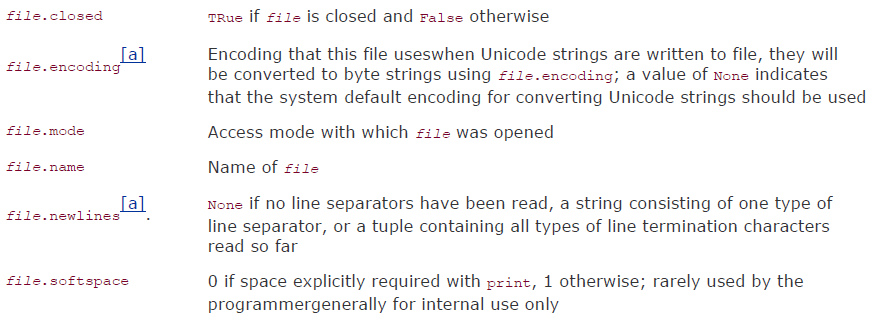 file.closed TRue if file is closed and False otherwise
file.encoding[a] Encoding that this file useswhen Unicode strings are written to file, they will
be converted to byte strings using file.encoding; a value of None indicates
that the system default encoding for converting Unicode strings should be used
file.mode Access mode with which file was opened
file.name Name of file
file.newlines[a]. None if no line separators have been read, a string consisting of one type of
line separator, or a tuple containing all types of line termination characters
read so far
file.softspace 0 if space explicitly required with print, 1 otherwise; rarely used by the
programmergenerally for internal use only